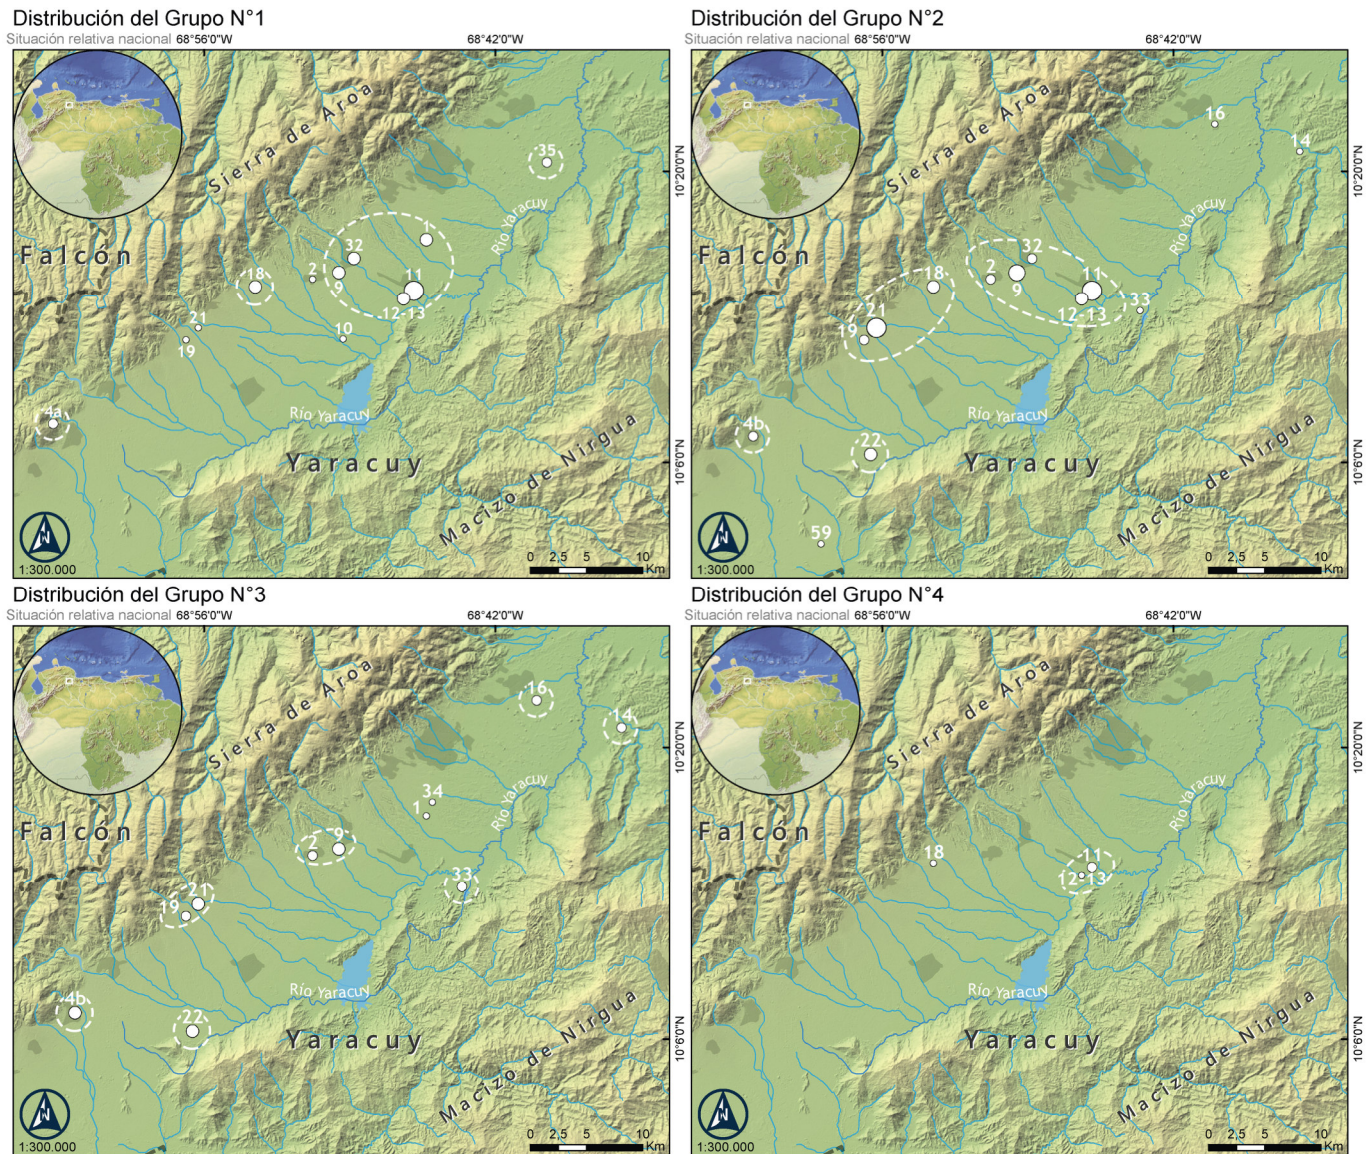 Distribución del Grupo N°1
Situación relativa nacional 68°56'0"W 68°42'0"W
Sierra de Aroa
35
10°20'0"N
Río Yaracuy
1
Falcón
32
18
2
9
11
12-13
21
10
19
4a
Río Yaracuy
Yaracuy
10°6'0"N
Macizo de Nirgua
N
1:300.000
0 2,5 5 10
Km
Distribución del Grupo N°2
Situación relativa nacional 68°56'0"W 68°42'0"W
Sierra de Aroa
16
14
10°20'0"N
Río Yaracuy
Falcón
32
18
2
9
11
12-13
33
21
19
4b
22
Río Yaracuy
Yaracuy
10°6'0"N
Macizo de Nirgua
59
N
1:300.000
0 2,5 5 10
Km
Distribución del Grupo N°3
Situación relativa nacional 68°56'0"W 68°42'0"W
Sierra de Aroa
16
14
10°20'0"N
Río Yaracuy
34
1
Falcón
2
9
33
21
19
4b
22
Río Yaracuy
Yaracuy
10°6'0"N
Macizo de Nirgua
N
1:300.000
0 2,5 5 10
Km
Distribución del Grupo N°4
Situación relativa nacional 68°56'0"W 68°42'0"W
Sierra de Aroa
10°20'0"N
Río Yaracuy
Falcón
18
11
12-13
Río Yaracuy
Yaracuy
10°6'0"N
Macizo de Nirgua
N
1:300.000
0 2,5 5 10
Km